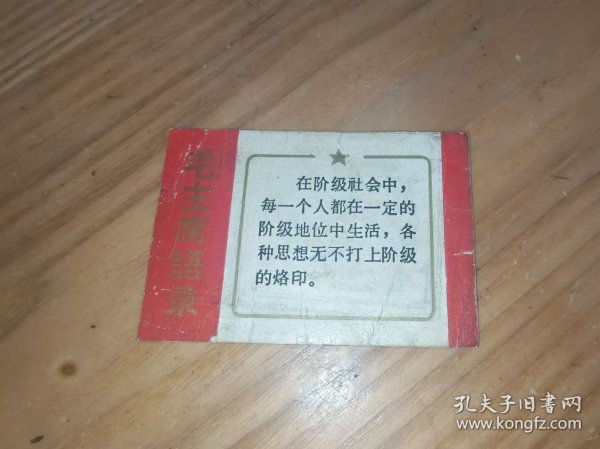 毛主席语录
在阶级社会中，
每一个人都在一定的
阶级地位中生活，各
种思想无不打上阶级
的烙印。
孔夫子旧书网
www.kongfz.com